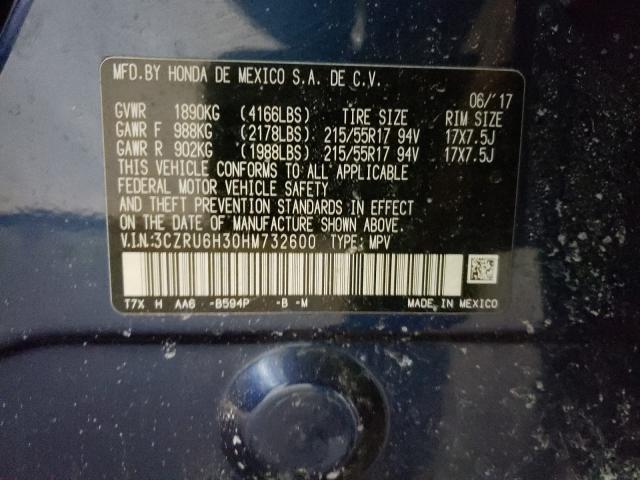 MFD.BY HONDA DE MEXICO S.A. DE C.V.
06/'17
GVWR 1890KG (4166LBS) TIRE SIZE RIM SIZE
GAWR F 988KG (2178LBS) 215/55R17 94V 17X7.5J
GAWR R 902KG (1988LBS) 215/55R17 94V 17X7.5J
THIS VEHICLE CONFORMS TO ALL APPLICABLE
FEDERAL MOTOR VEHICLE SAFETY
AND THEFT PREVENTION STANDARDS IN EFFECT
ON THE DATE OF MANUFACTURE SHOWN ABOVE.
V.I.N:3CZRU6H30HM732600 TYPE: MPV
T7X H AA6 -B594P -B -M MADE IN MEXICO